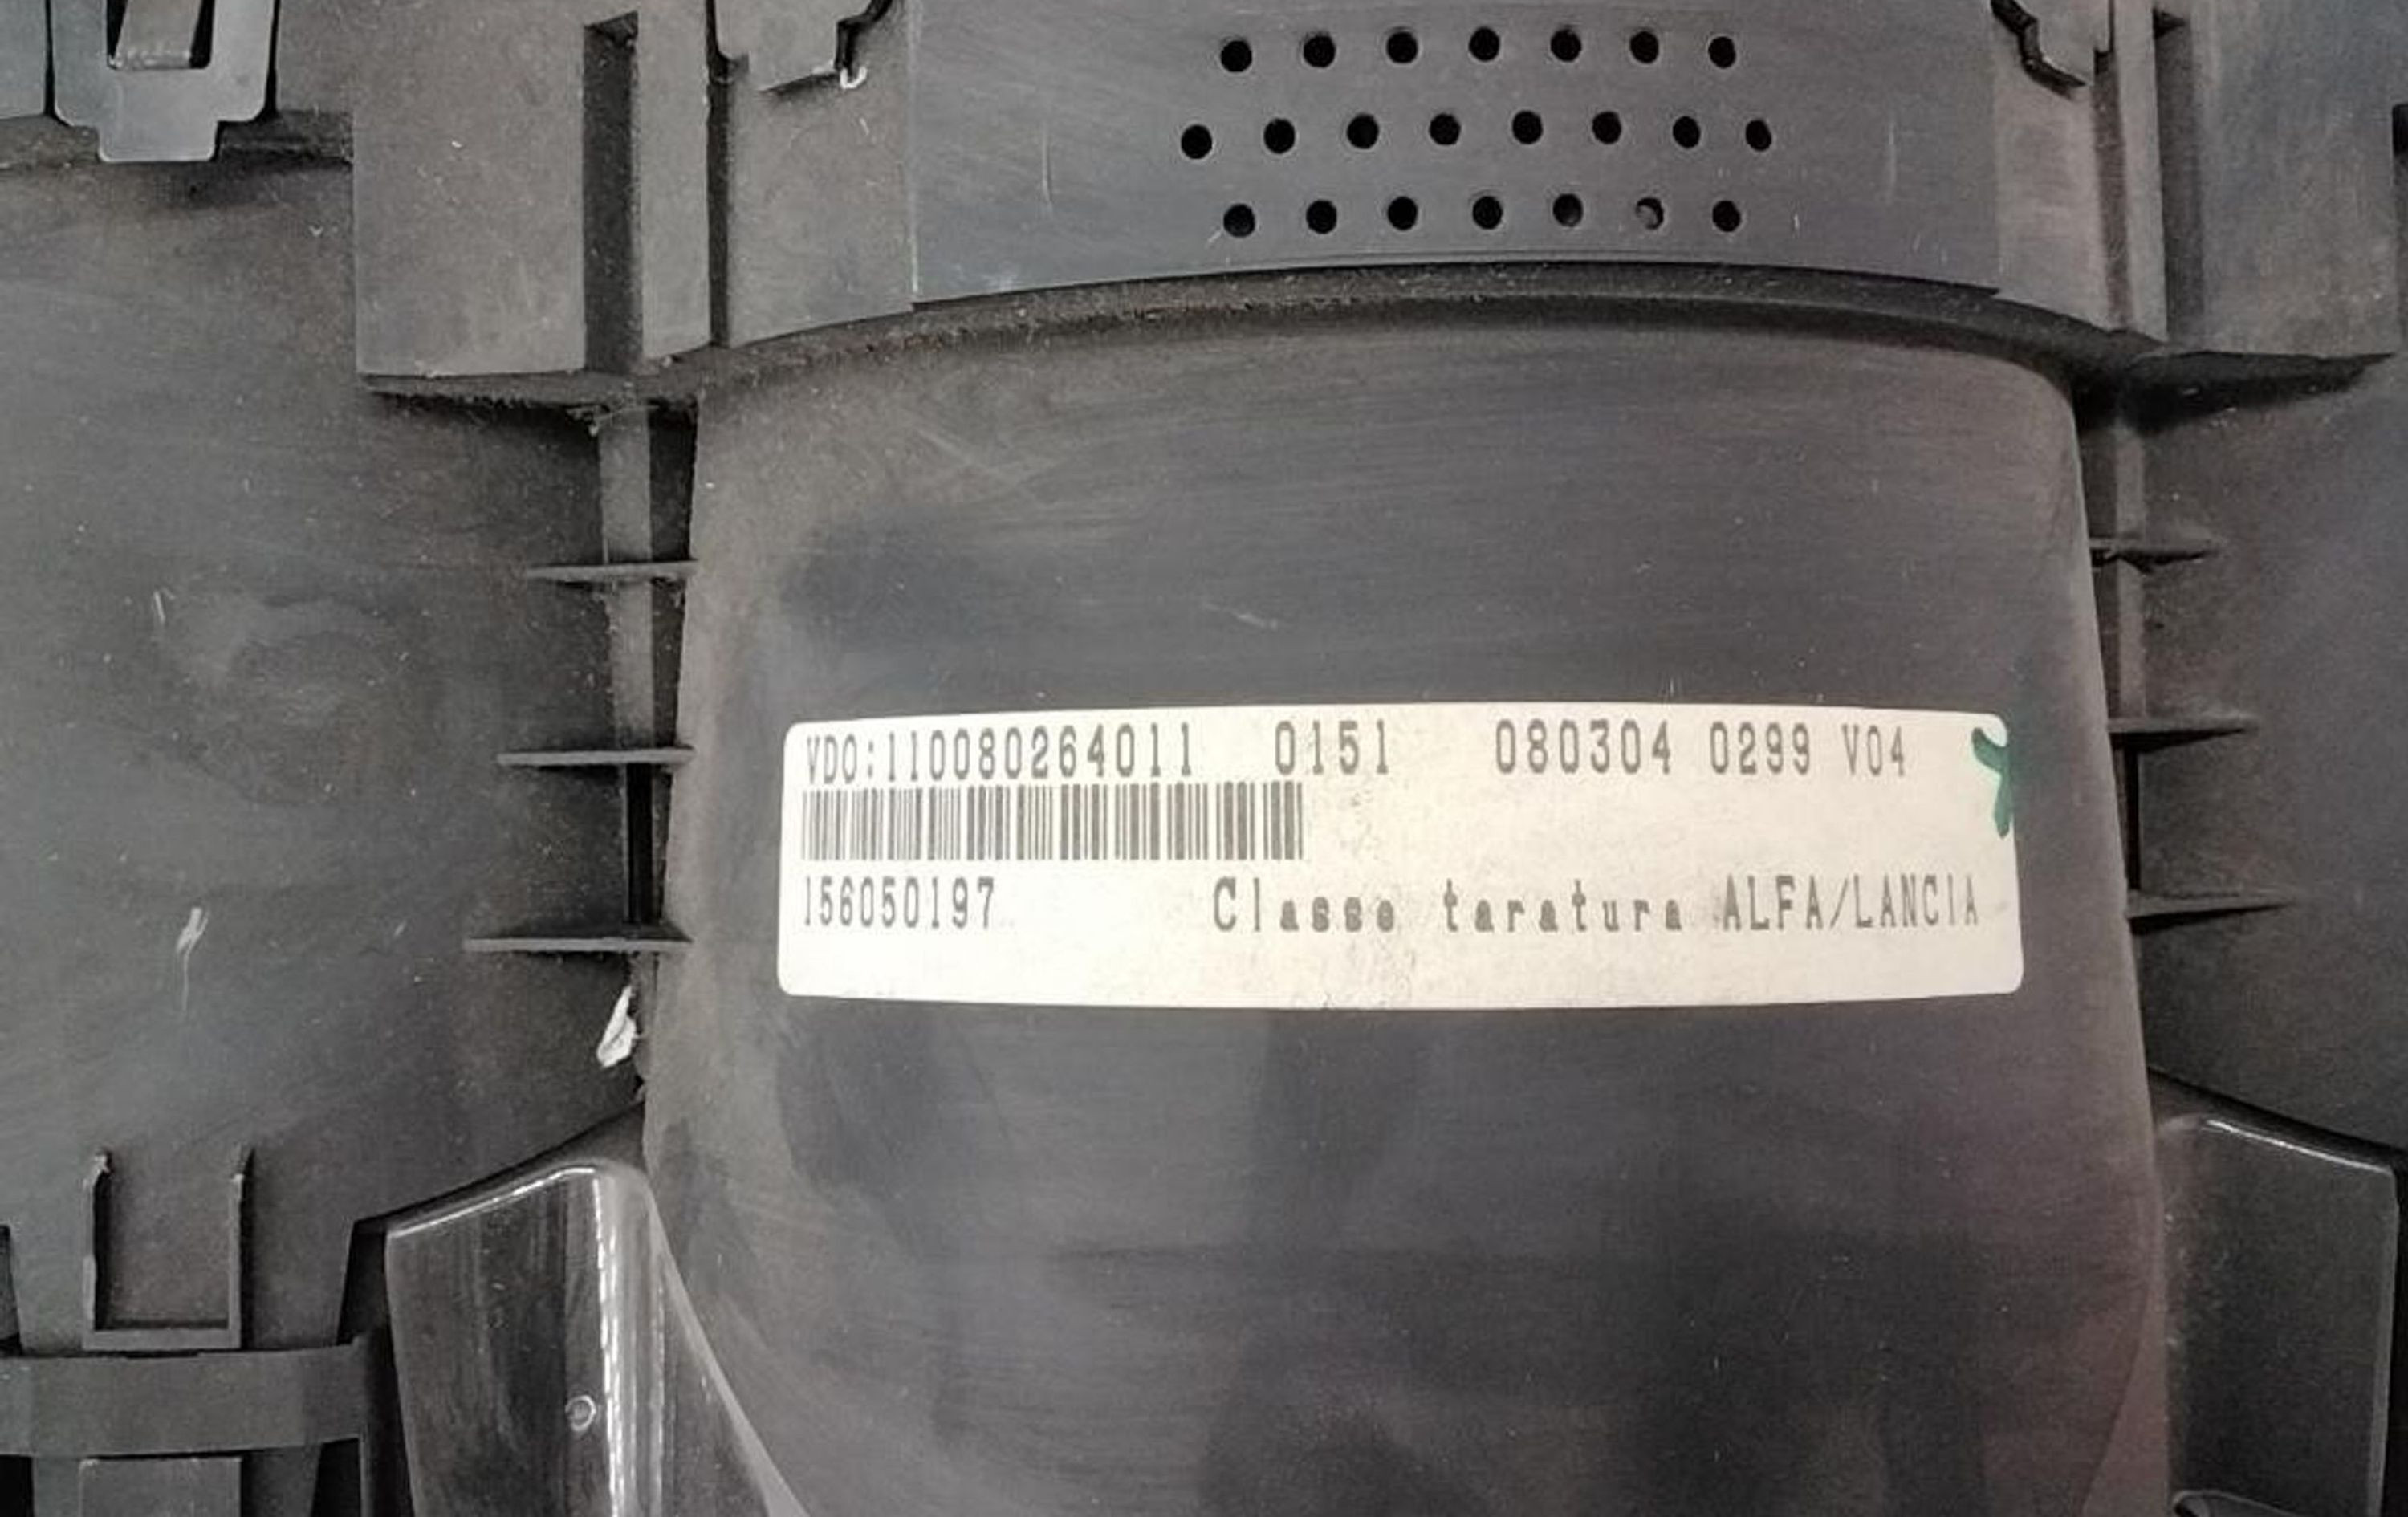 VDO:110080264011 0151 080304 0299 V04
156050197 Classe taratura ALFA/LANCIA